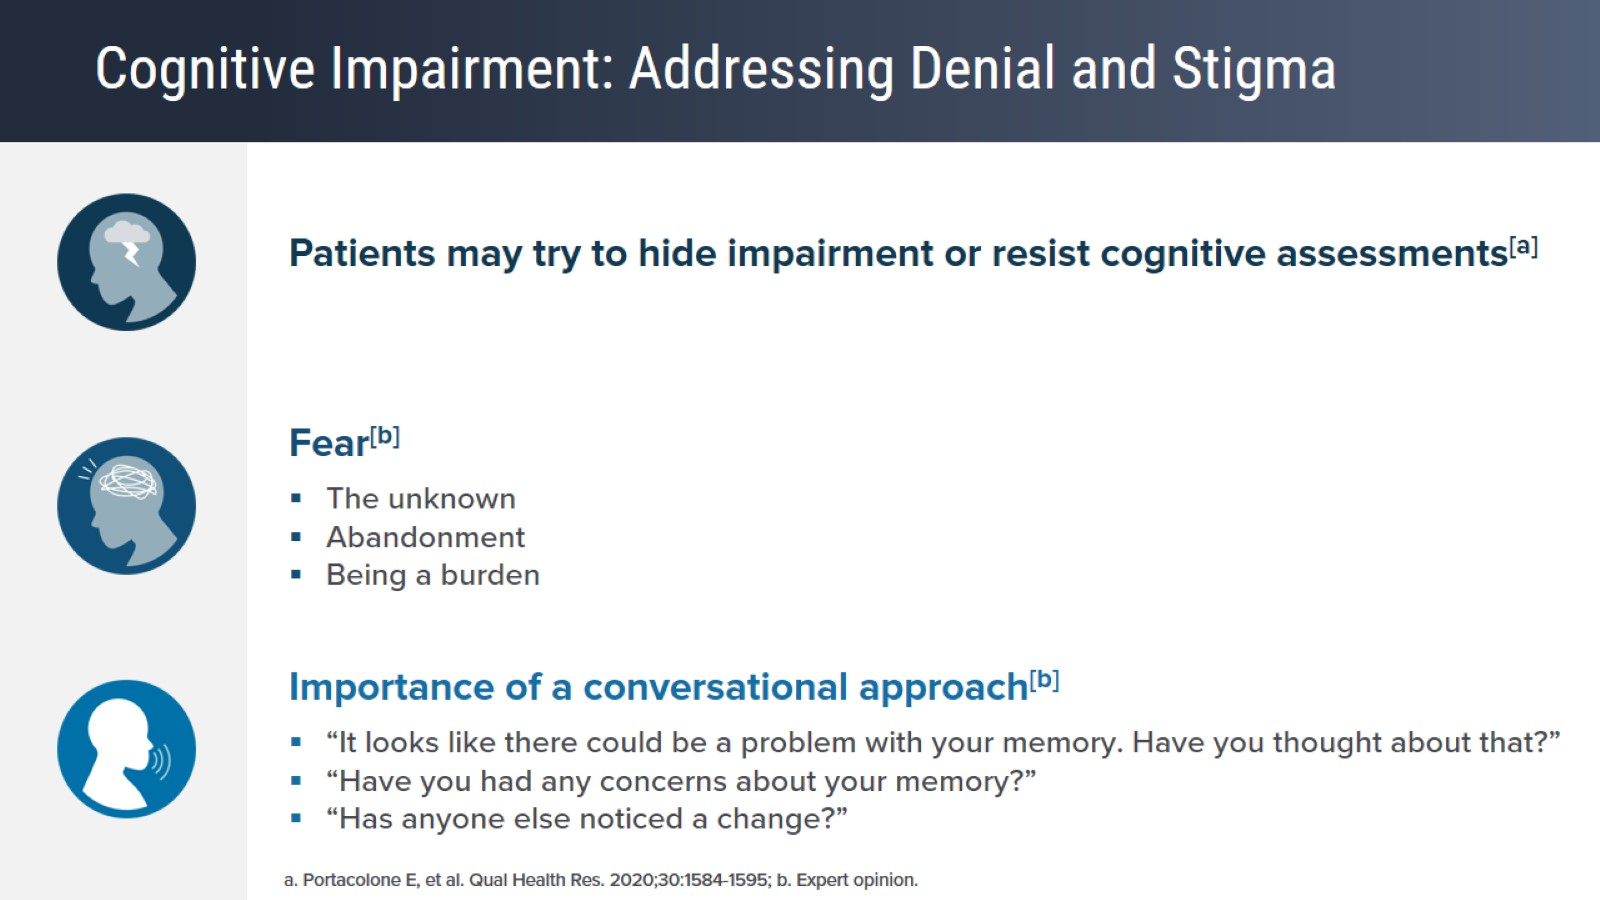 Cognitive Impairment: Addressing Denial and Stigma
Patients may try to hide impairment or resist cognitive assessments[a]
Fear[b]
▪ The unknown
▪ Abandonment
▪ Being a burden
Importance of a conversational approach[b]
▪ “It looks like there could be a problem with your memory. Have you thought about that?”
▪ “Have you had any concerns about your memory?”
▪ “Has anyone else noticed a change?”
a. Portacolone E, et al. Qual Health Res. 2020;30:1584-1595; b. Expert opinion.